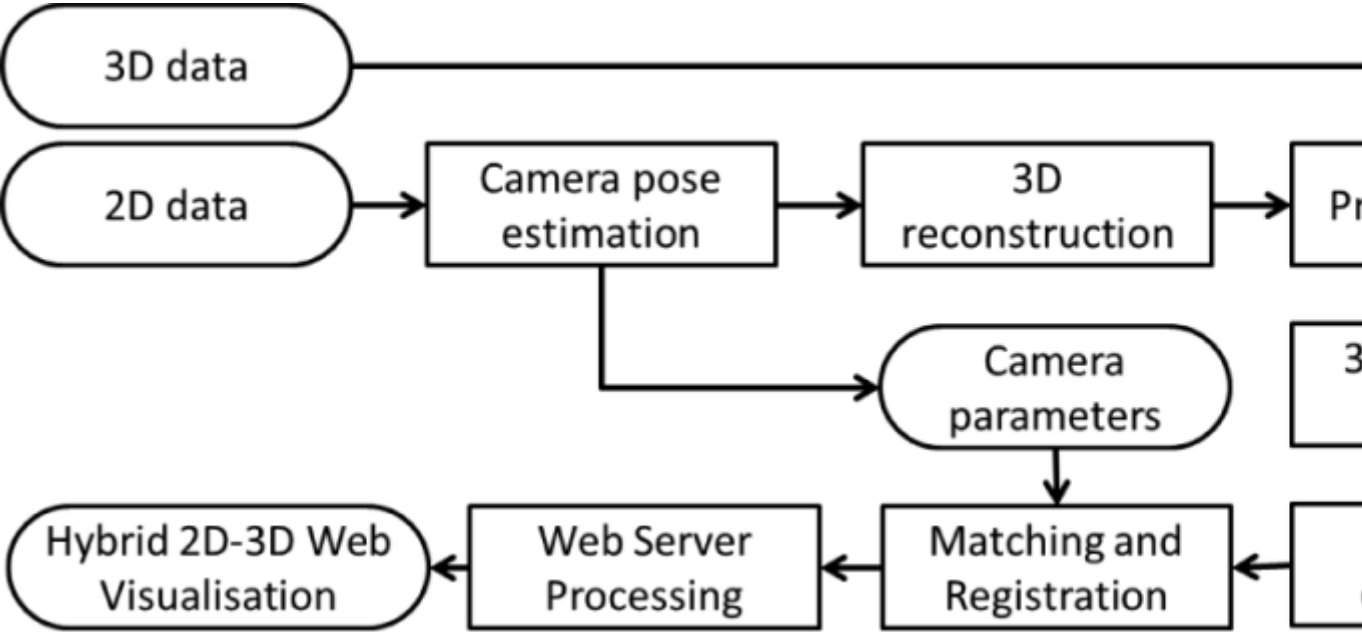 3D data
2D data
Camera pose
estimation
3D
reconstruction
Camera
parameters
Hybrid 2D-3D Web
Visualisation
Web Server
Processing
Matching and
Registration